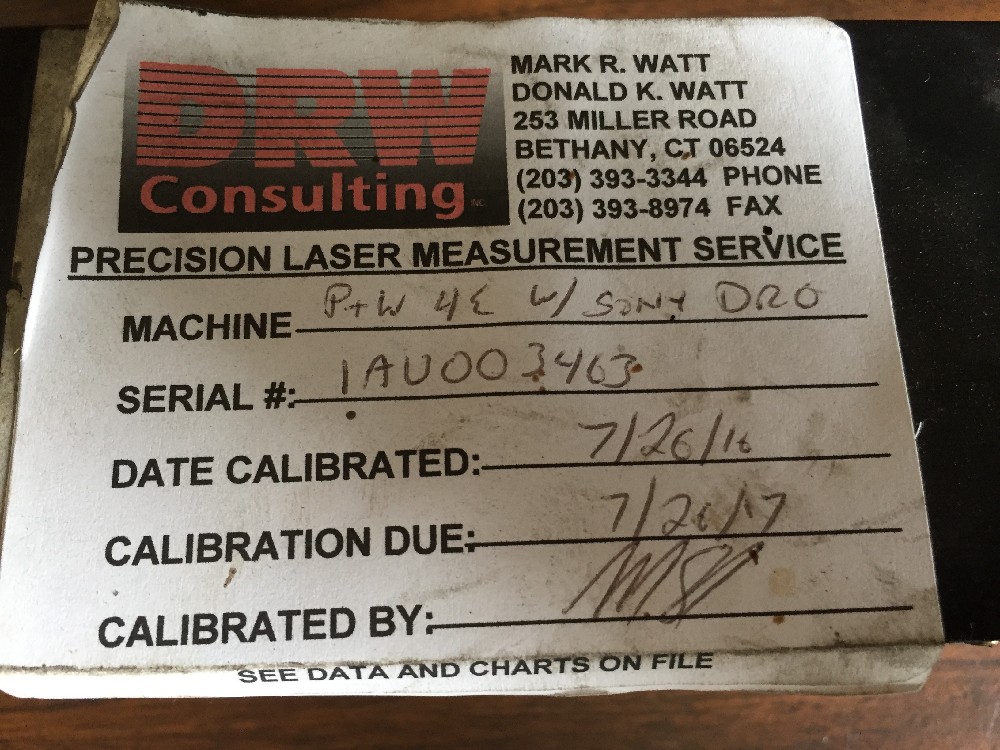 DRW
Consulting INC.
MARK R. WATT
DONALD K. WATT
253 MILLER ROAD
BETHANY, CT 06524
(203) 393-3344 PHONE
(203) 393-8974 FAX
PRECISION LASER MEASUREMENT SERVICE
MACHINE P+W 4E W/ SONY DRO
SERIAL #: 1AU003463
DATE CALIBRATED: 7/26/16
CALIBRATION DUE: 7/26/17
CALIBRATED BY:
SEE DATA AND CHARTS ON FILE